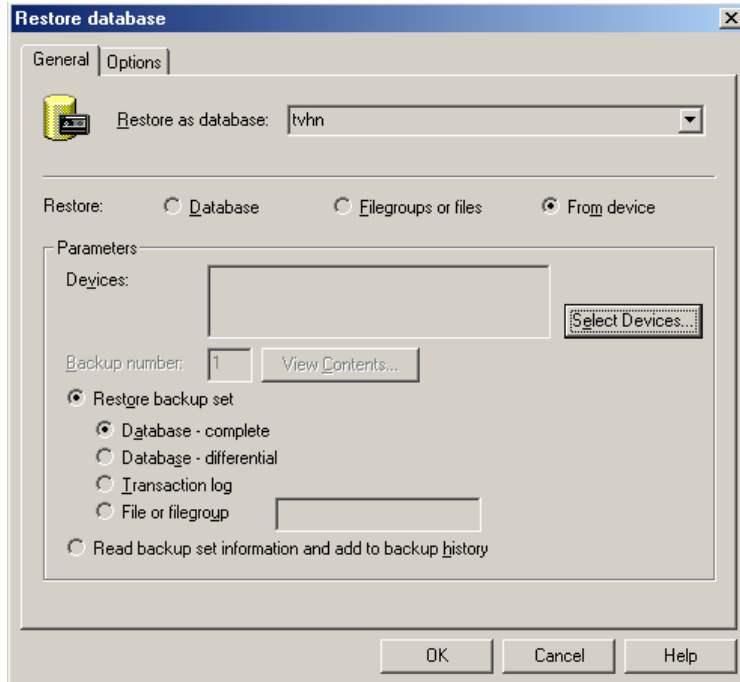 Restore database
General Options
Restore as database: tvhn
Restore: Database Filegroups or files From device
Parameters
Devices:
Select Devices...
Backup number: 1 View Contents...
Restore backup set
Database - complete
Database - differential
Transaction log
File or filegroup
Read backup set information and add to backup history
OK Cancel Help